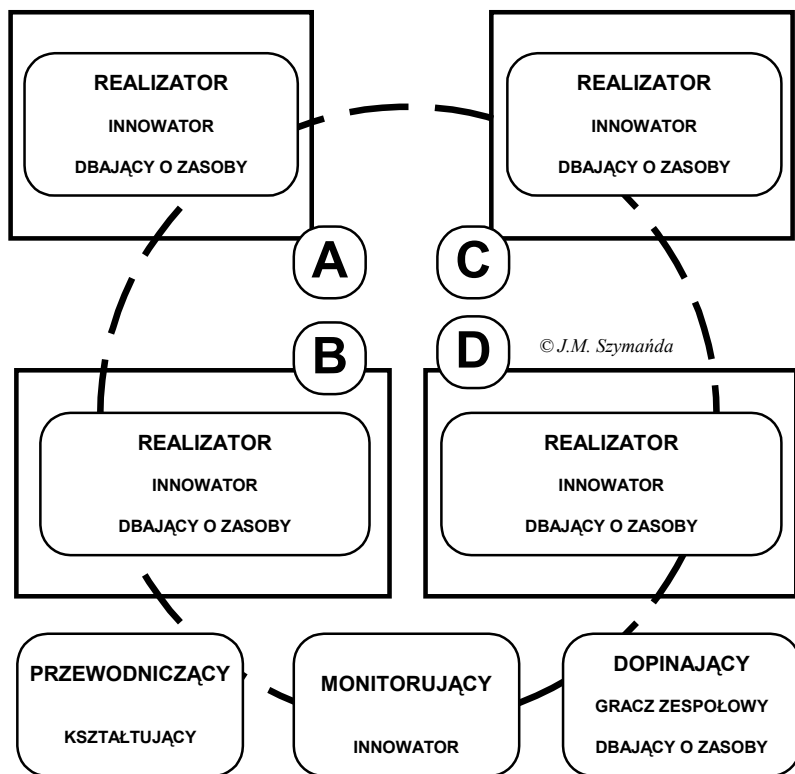 REALIZATOR
INNOWATOR
DBAJĄCY O ZASOBY
A
REALIZATOR
INNOWATOR
DBAJĄCY O ZASOBY
C
B
REALIZATOR
INNOWATOR
DBAJĄCY O ZASOBY
D
© J.M. Szymańda
REALIZATOR
INNOWATOR
DBAJĄCY O ZASOBY
PRZEWODNICZĄCY
KSZTAŁTUJĄCY
MONITORUJĄCY
INNOWATOR
DOPINAJĄCY
GRACZ ZESPOŁOWY
DBAJĄCY O ZASOBY